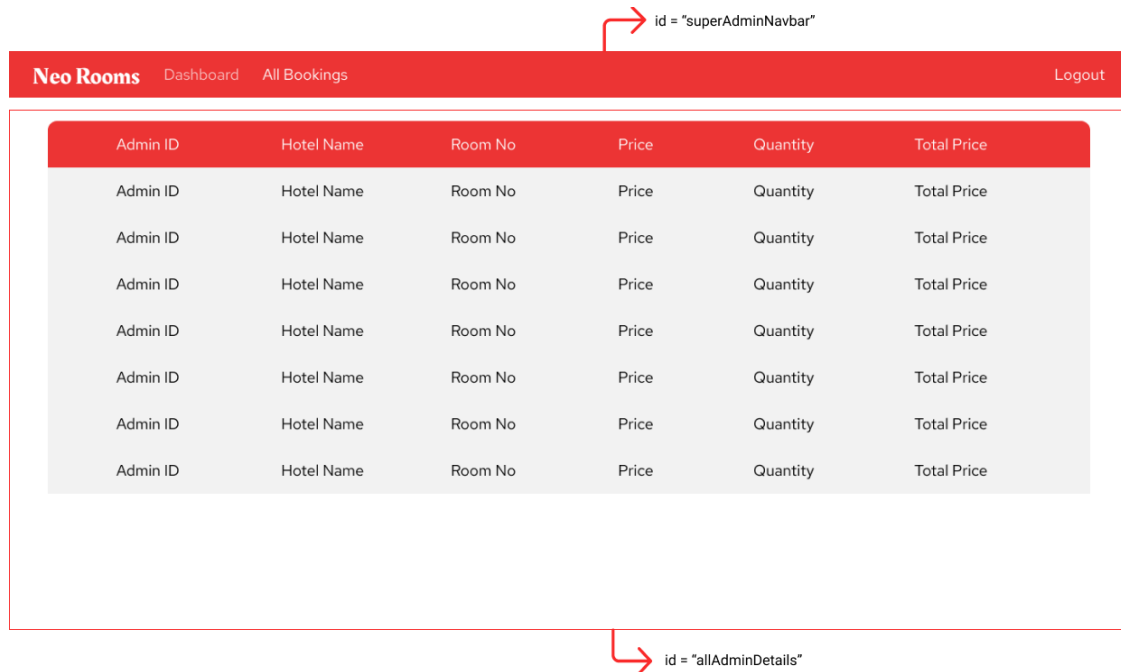 id = “superAdminNavbar”
Neo Rooms Dashboard All Bookings Logout
Admin ID Hotel Name Room No Price Quantity Total Price
Admin ID Hotel Name Room No Price Quantity Total Price
Admin ID Hotel Name Room No Price Quantity Total Price
Admin ID Hotel Name Room No Price Quantity Total Price
Admin ID Hotel Name Room No Price Quantity Total Price
Admin ID Hotel Name Room No Price Quantity Total Price
Admin ID Hotel Name Room No Price Quantity Total Price
Admin ID Hotel Name Room No Price Quantity Total Price
id = “allAdminDetails”